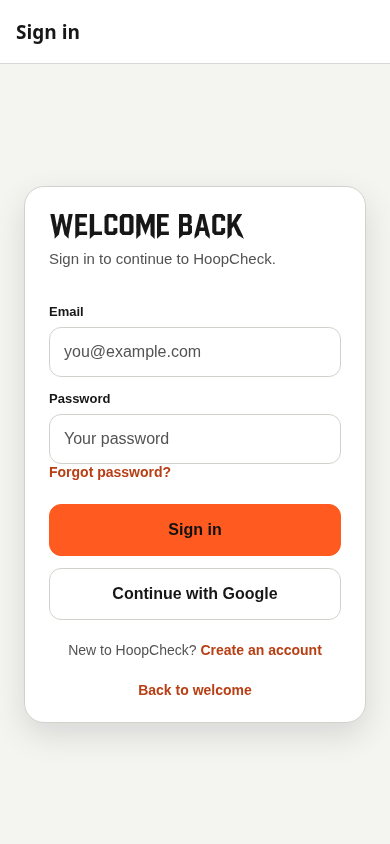 Sign in
WELCOME BACK
Sign in to continue to HoopCheck.
Email
you@example.com
Password
Your password
Forgot password?
Sign in
Continue with Google
New to HoopCheck? Create an account
Back to welcome